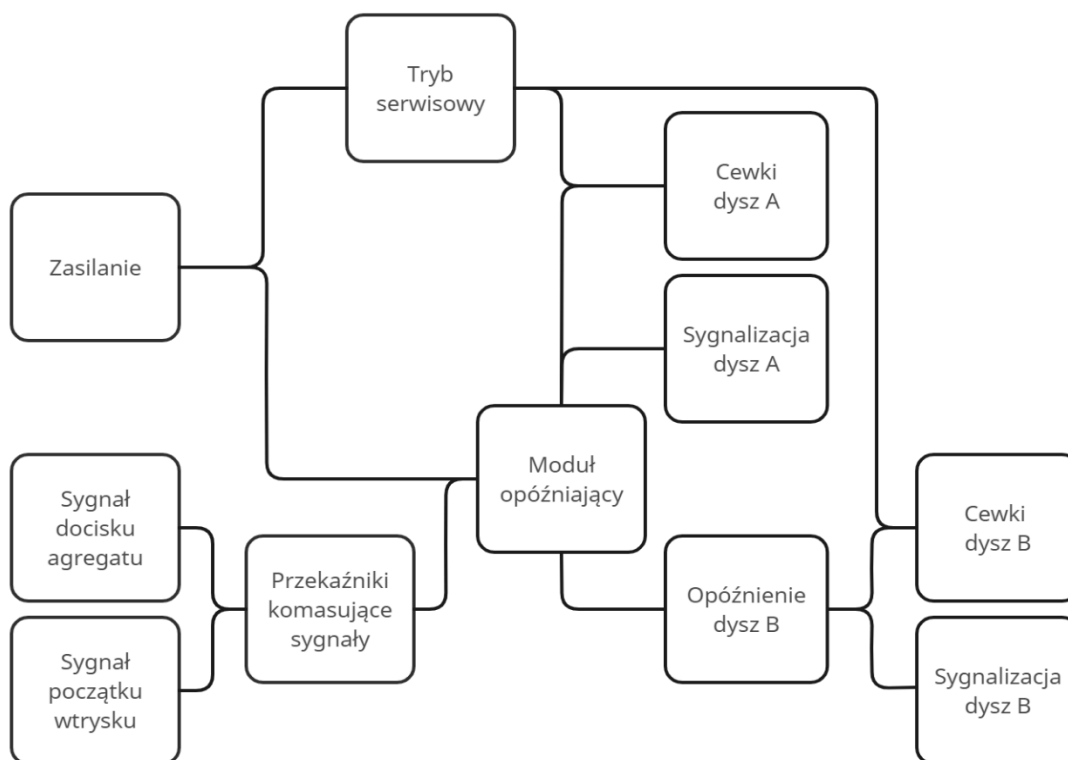 Tryb
serwisowy
Cewki
dysz A
Zasilanie
Sygnalizacja
dysz A
Moduł
opóźniający
Sygnał
docisku
agregatu
Cewki
dysz B
Przekaźniki
komasujące
sygnały
Opóźnienie
dysz B
Sygnał
początku
wtrysku
Sygnalizacja
dysz B